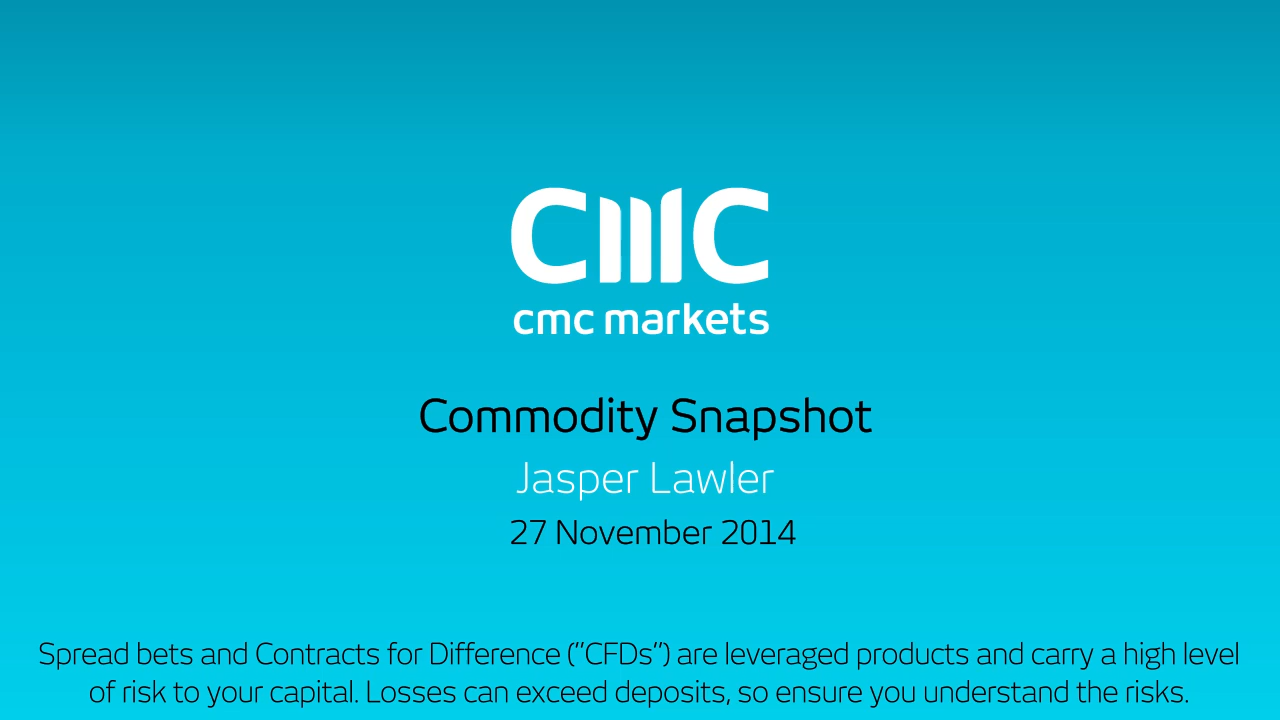 CMC
cmc markets
Commodity Snapshot
Jasper Lawler
27 November 2014
Spread bets and Contracts for Difference (“CFDs”) are leveraged products and carry a high level
of risk to your capital. Losses can exceed deposits, so ensure you understand the risks.